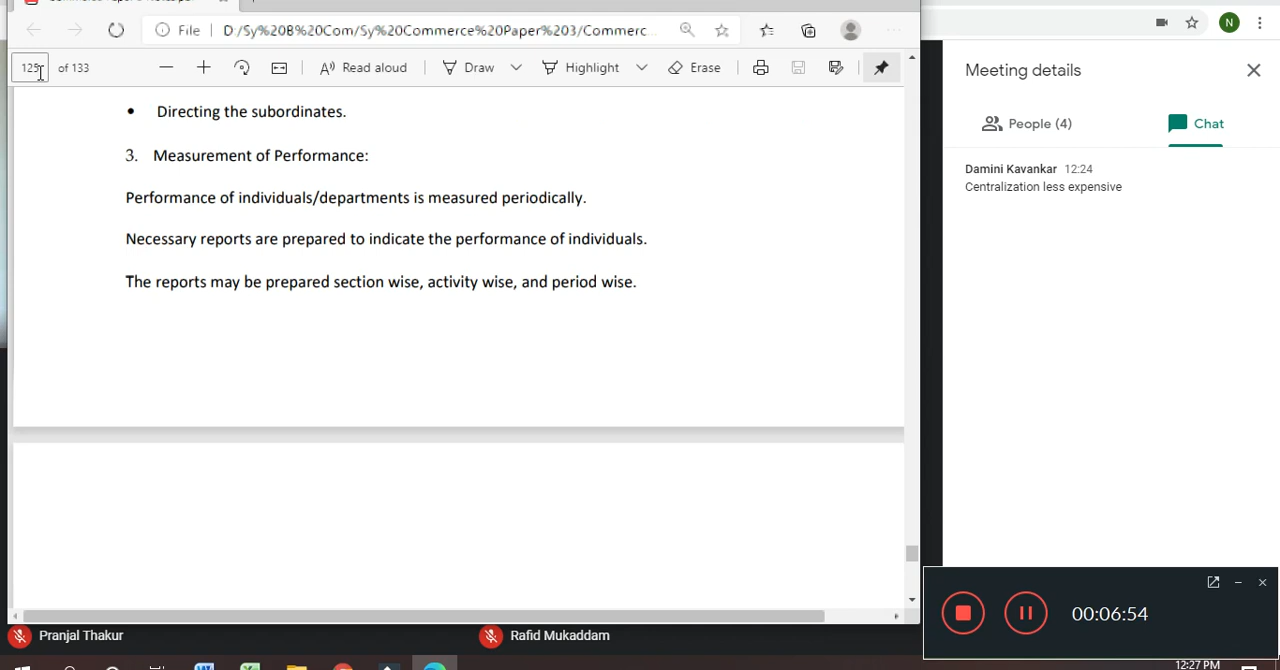 File D:/Sy%20B%20Com/Sy%20Commerce%20Paper%203/Commerc...
N
125 of 133
Read aloud
Draw
Highlight
Erase
• Directing the subordinates.
3. Measurement of Performance:
Performance of individuals/departments is measured periodically.
Necessary reports are prepared to indicate the performance of individuals.
The reports may be prepared section wise, activity wise, and period wise.
Meeting details
People (4)
Chat
Damini Kavankar 12:24
Centralization less expensive
00:06:54
Pranjal Thakur
Rafid Mukaddam
12:27 PM